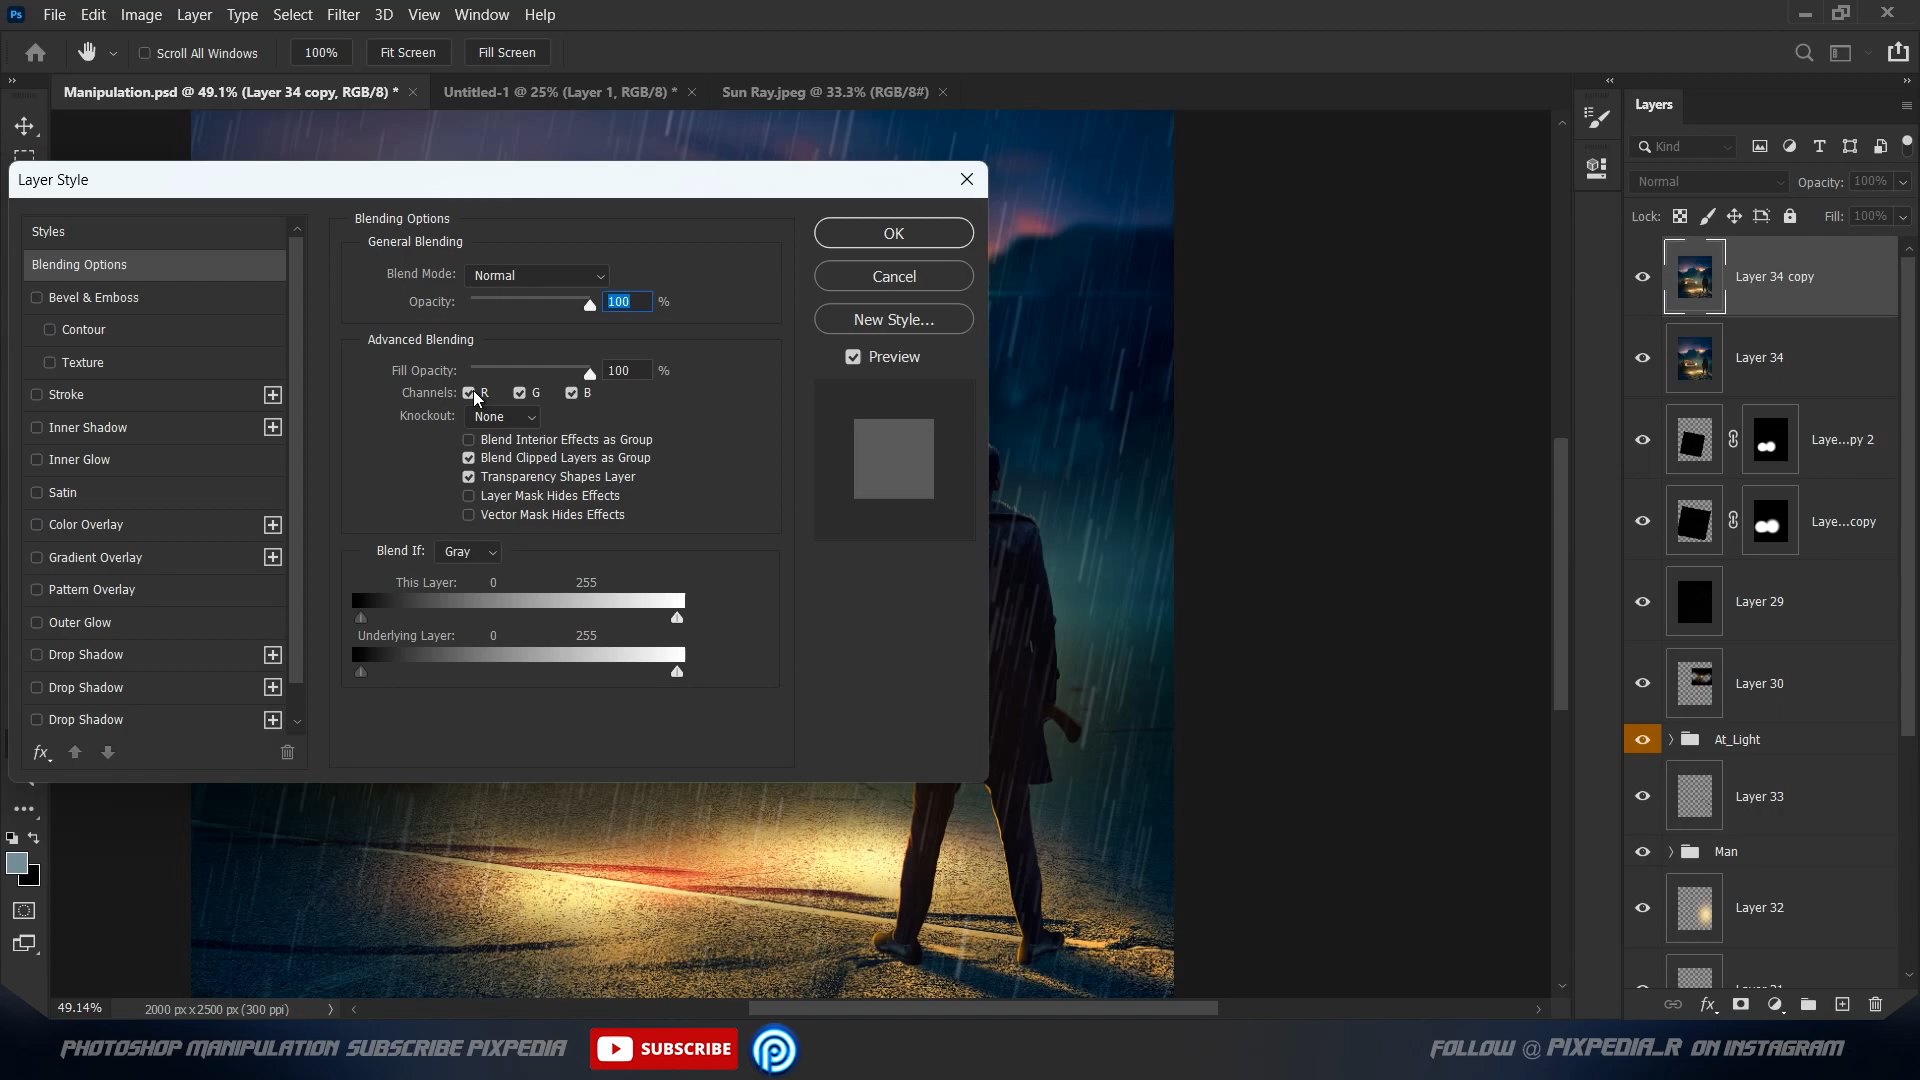 Ps File Edit Image Layer Type Select Filter 3D View Window Help
Scroll All Windows 100% Fit Screen Fill Screen
Manipulation.psd @ 49.1% (Layer 34 copy, RGB/8) * Untitled-1 @ 25% (Layer 1, RGB/8) * Sun Ray.jpeg @ 33.3% (RGB/8#)
Layer Style
Styles
Blending Options
Bevel & Emboss
Contour
Texture
Stroke
Inner Shadow
Inner Glow
Satin
Color Overlay
Gradient Overlay
Pattern Overlay
Outer Glow
Drop Shadow
Drop Shadow
Drop Shadow
fx
Blending Options
General Blending
Blend Mode: Normal
Opacity: 100 %
Advanced Blending
Fill Opacity: 100 %
Channels: R G B
Knockout: None
Blend Interior Effects as Group
Blend Clipped Layers as Group
Transparency Shapes Layer
Layer Mask Hides Effects
Vector Mask Hides Effects
Blend If: Gray
This Layer: 0 255
Underlying Layer: 0 255
OK
Cancel
New Style...
Preview
Layers
Kind
Normal Opacity: 100%
Lock: Fill: 100%
Layer 34 copy
Layer 34
Laye...py 2
Laye...copy
Layer 29
Layer 30
At_Light
Layer 33
Man
Layer 32
fx
49.14% 2000 px x 2500 px (300 ppi)
PHOTOSHOP MANIPULATION SUBSCRIBE PIXPEDIA SUBSCRIBE FOLLOW @ PIXPEDIA_R ON INSTAGRAM